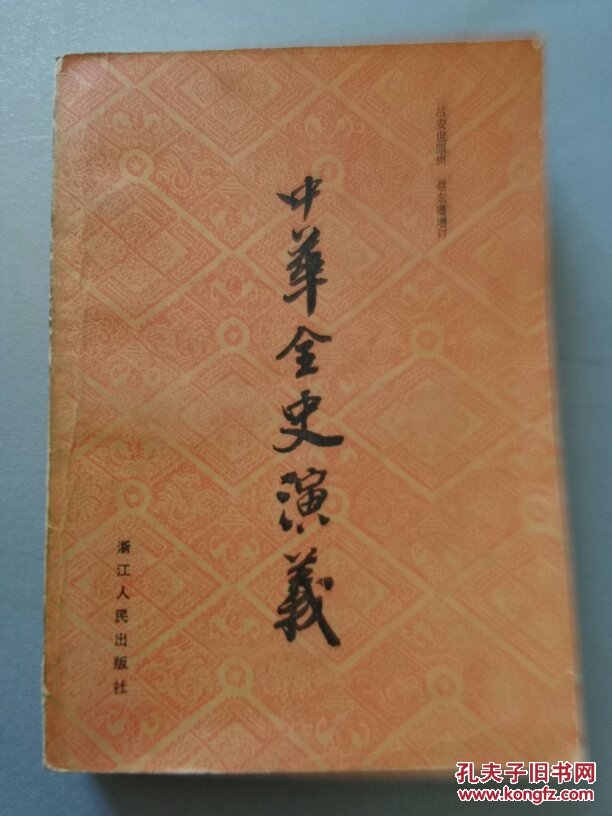 吕安世原辑 蔡东藩增订
中华全史演義
浙江人民出版社
孔夫子旧书网
www.kongfz.com